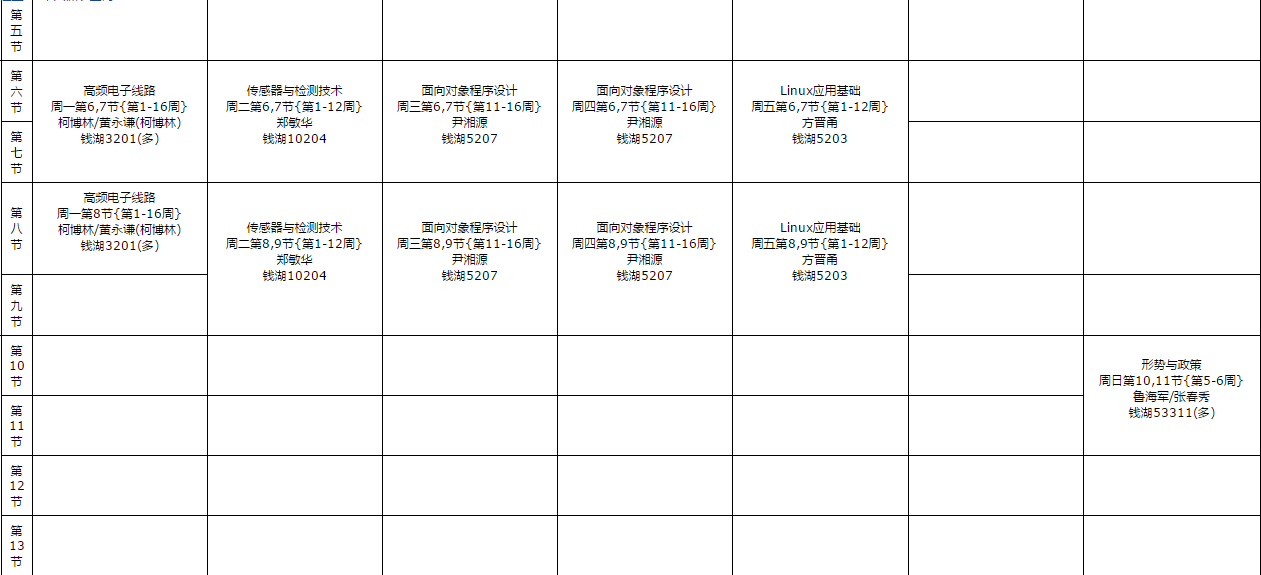 第
五
节
第
六
节
高频电子线路
周一第6,7节{第1-16周}
柯博林/黄永谦(柯博林)
钱湖3201(多)
传感器与检测技术
周二第6,7节{第1-12周}
郑敏华
钱湖10204
面向对象程序设计
周三第6,7节{第11-16周}
尹湘源
钱湖5207
面向对象程序设计
周四第6,7节{第11-16周}
尹湘源
钱湖5207
Linux应用基础
周五第6,7节{第1-12周}
方晋甬
钱湖5203
第
七
节
第
八
节
高频电子线路
周一第8节{第1-16周}
柯博林/黄永谦(柯博林)
钱湖3201(多)
传感器与检测技术
周二第8,9节{第1-12周}
郑敏华
钱湖10204
面向对象程序设计
周三第8,9节{第11-16周}
尹湘源
钱湖5207
面向对象程序设计
周四第8,9节{第11-16周}
尹湘源
钱湖5207
Linux应用基础
周五第8,9节{第1-12周}
方晋甬
钱湖5203
第
九
节
第
10
节
形势与政策
周日第10,11节{第5-6周}
鲁海军/张春秀
钱湖53311(多)
第
11
节
第
12
节
第
13
节